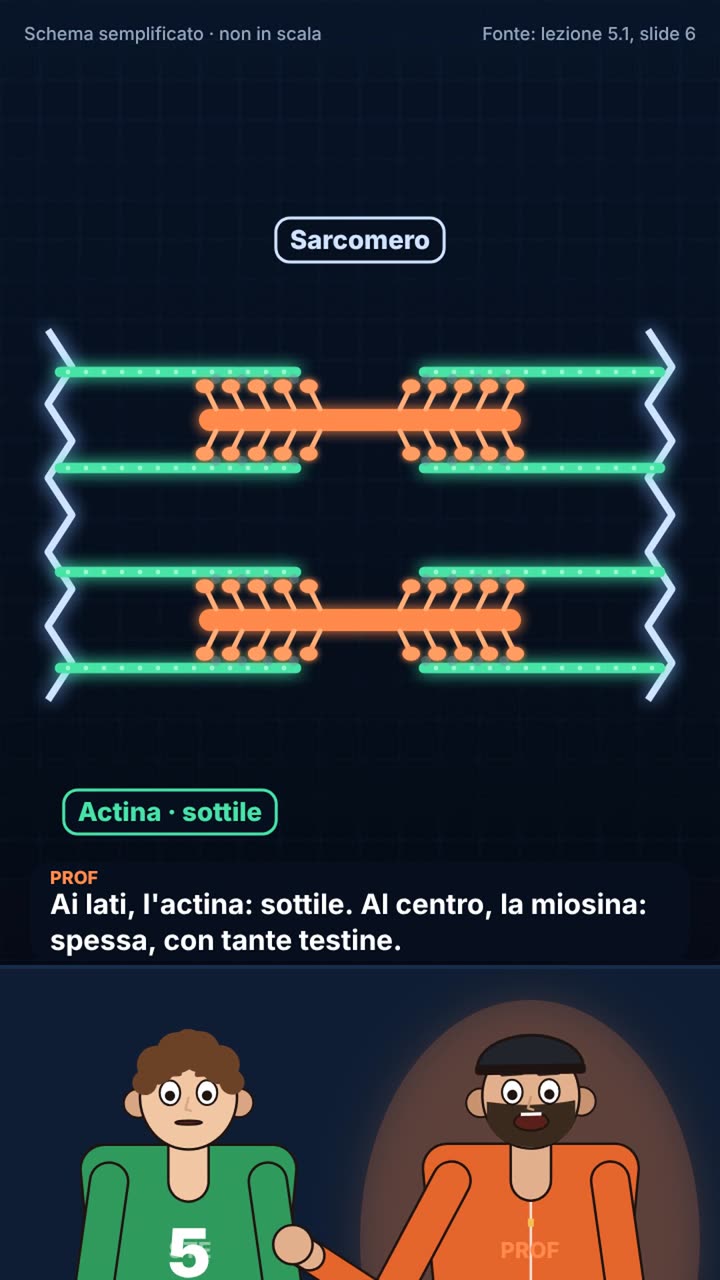 Schema semplificato · non in scala
Fonte: lezione 5.1, slide 6
Sarcomero
Actina · sottile
PROF
Ai lati, l'actina: sottile. Al centro, la miosina:
spessa, con tante testine.
5
PROF